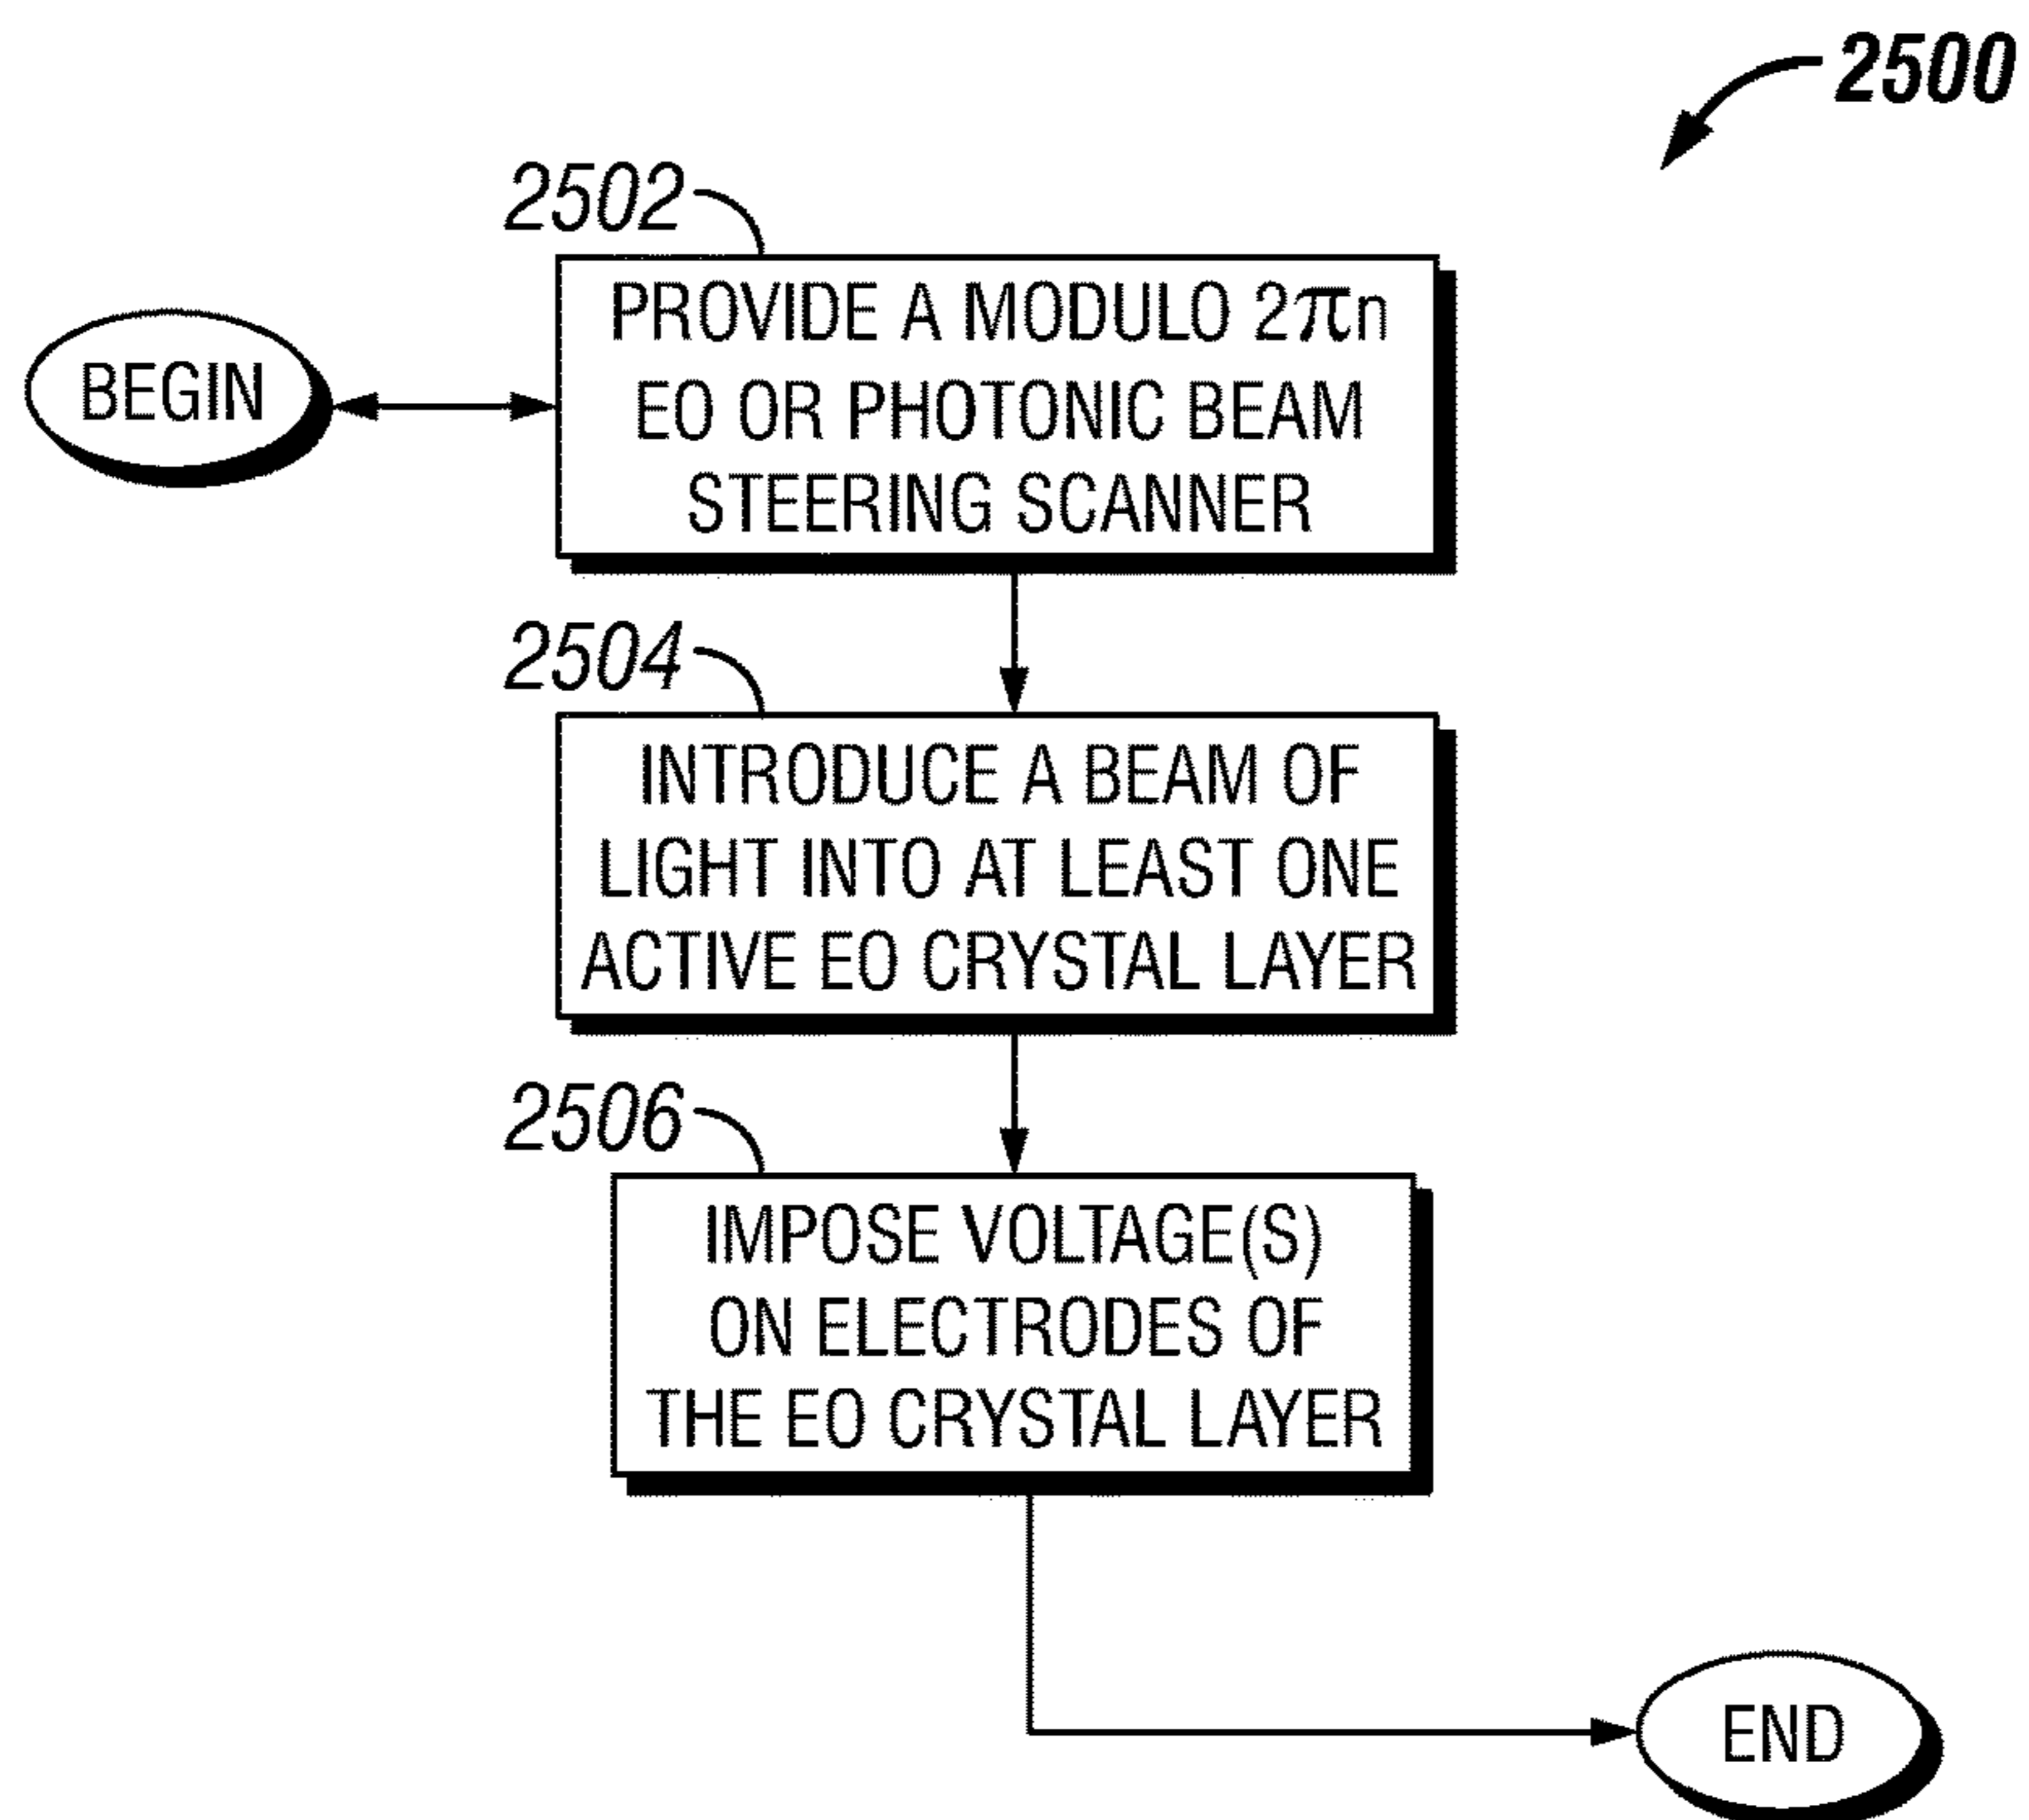 2500
2502
PROVIDE A MODULO 2πn
EO OR PHOTONIC BEAM
STEERING SCANNER
BEGIN
2504
INTRODUCE A BEAM OF
LIGHT INTO AT LEAST ONE
ACTIVE EO CRYSTAL LAYER
2506
IMPOSE VOLTAGE(S)
ON ELECTRODES OF
THE EO CRYSTAL LAYER
END